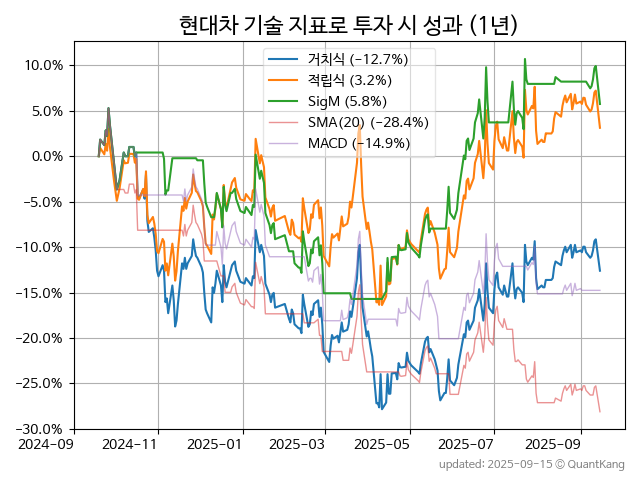 현대차 기술 지표로 투자 시 성과 (1년)
거치식 (−12.7%)
적립식 (3.2%)
SigM (5.8%)
SMA(20) (−28.4%)
MACD (−14.9%)
10.0%
5.0%
0.0%
−5.0%
−10.0%
−15.0%
−20.0%
−25.0%
−30.0%
2024-09 2024-11 2025-01 2025-03 2025-05 2025-07 2025-09
updated: 2025-09-15 © QuantKang